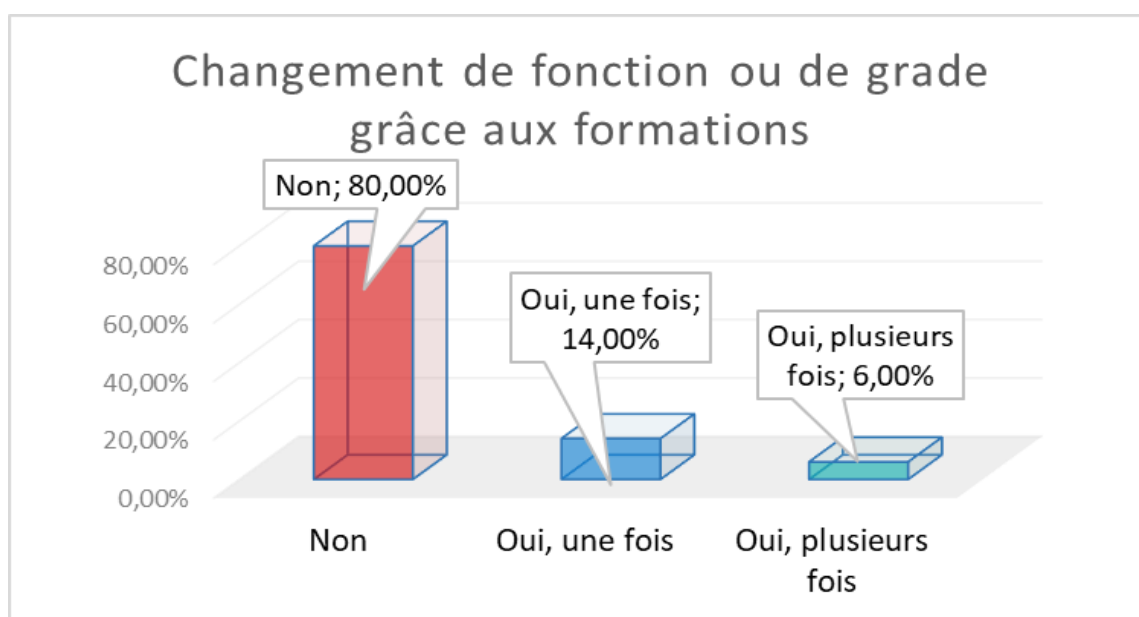 Changement de fonction ou de grade
grâce aux formations
Non; 80,00%
Oui, une fois;
14,00%
Oui, plusieurs
fois; 6,00%
80,00%
60,00%
40,00%
20,00%
0,00%
Non
Oui, une fois
Oui, plusieurs
fois